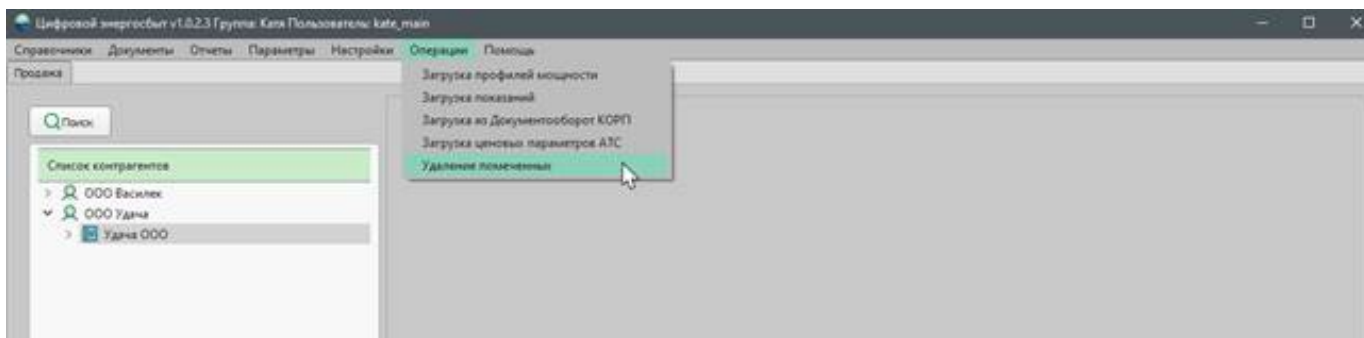 Цифровой энергосбыт v1.0.2.3 Группа: Катя Пользователь: kate_main
Справочники Документы Отчеты Параметры Настройки Операции Помощь
Продажа
Загрузка профилей мощности
Загрузка показаний
Поиск
Загрузка из Документооборот КОРП
Загрузка ценовых параметров АТС
Список контрагентов
Удаление помеченных
ООО Василек
ООО Удача
Удача ООО